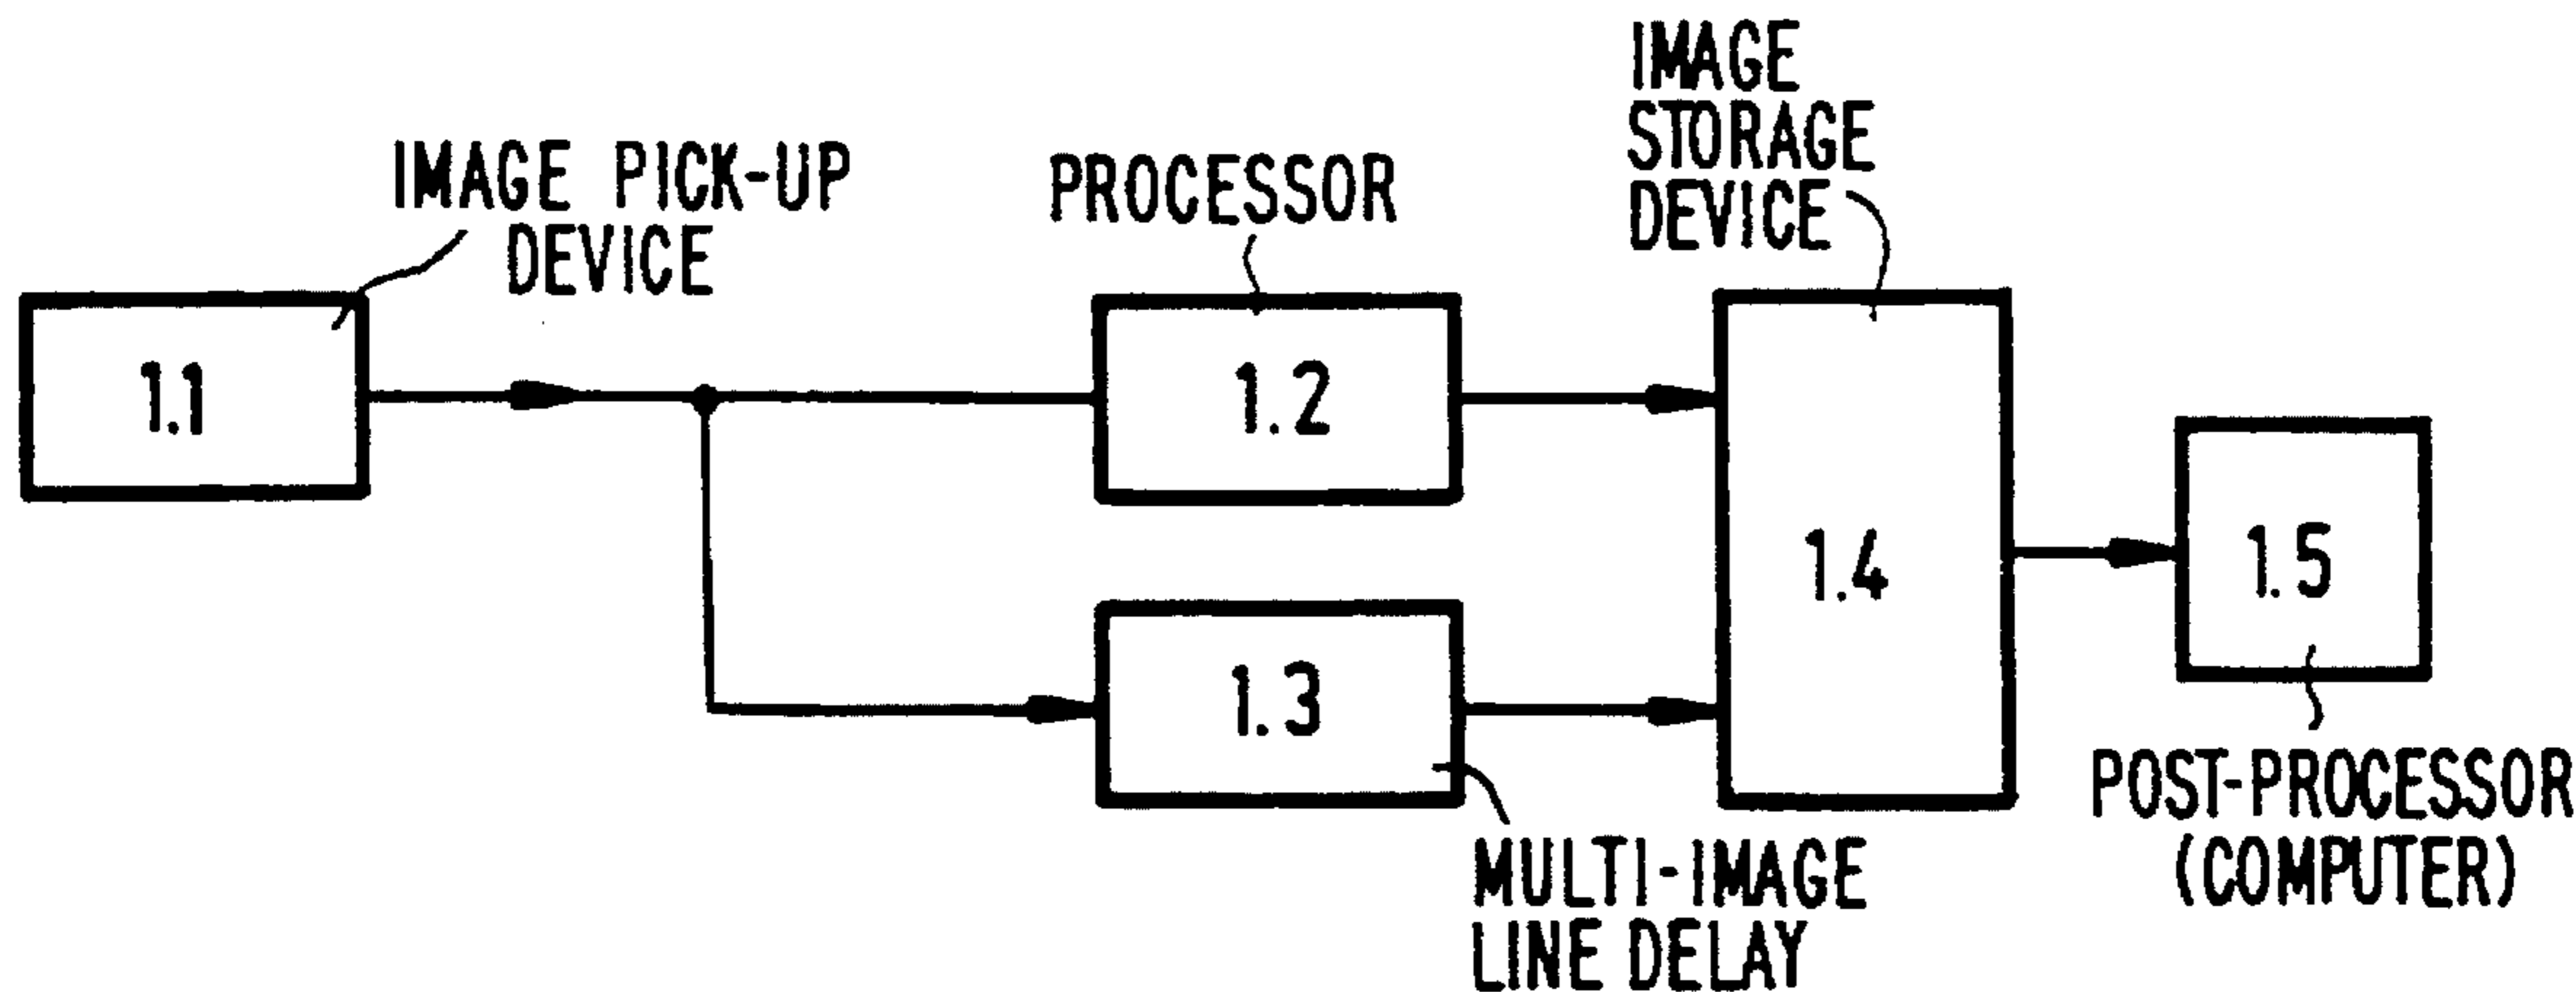 IMAGE PICK-UP
DEVICE
PROCESSOR
IMAGE
STORAGE
DEVICE
1.1
1.2
1.3
1.4
1.5
MULTI-IMAGE
LINE DELAY
POST-PROCESSOR
(COMPUTER)